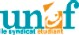 unef
le syndicat étudiant